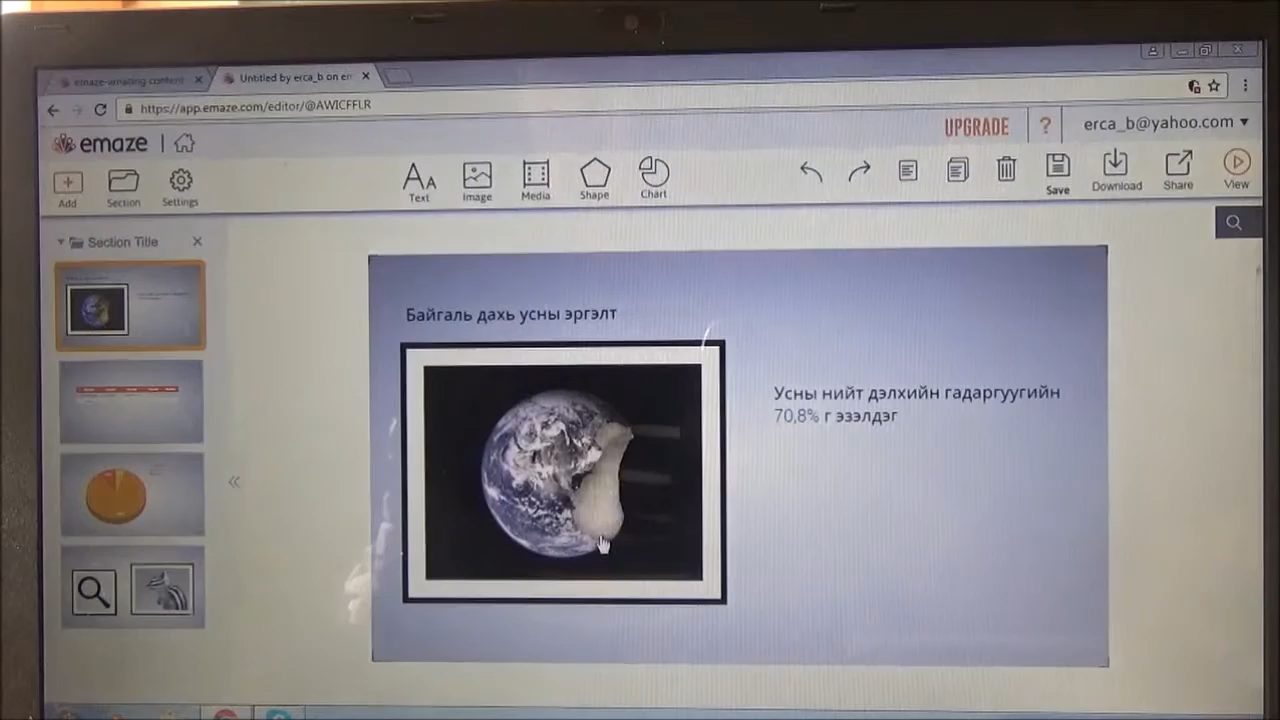 emaze-amazing content
Untitled by erca_b on em
https://app.emaze.com/editor/@AWICFFLR
emaze
UPGRADE
?
erca_b@yahoo.com
Add
Section
Settings
Text
Image
Media
Shape
Chart
Save
Download
Share
View
Section Title
Байгаль дахь усны эргэлт
Усны нийт дэлхийн гадаргуугийн
70,8% г эзэлдэг